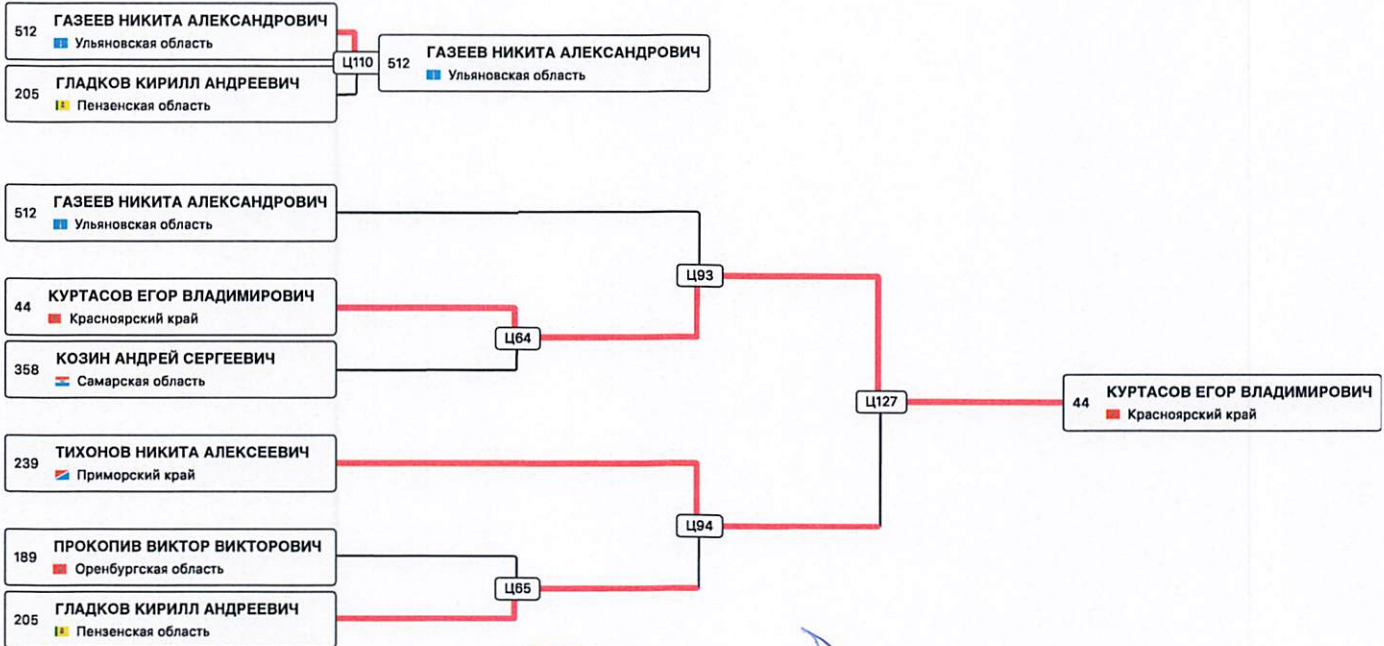 512 ГАЗЕЕВ НИКИТА АЛЕКСАНДРОВИЧ
Ульяновская область
Ц110
512 ГАЗЕЕВ НИКИТА АЛЕКСАНДРОВИЧ
Ульяновская область
205 ГЛАДКОВ КИРИЛЛ АНДРЕЕВИЧ
Пензенская область
512 ГАЗЕЕВ НИКИТА АЛЕКСАНДРОВИЧ
Ульяновская область
Ц93
44 КУРТАСОВ ЕГОР ВЛАДИМИРОВИЧ
Красноярский край
Ц64
358 КОЗИН АНДРЕЙ СЕРГЕЕВИЧ
Самарская область
Ц127
44 КУРТАСОВ ЕГОР ВЛАДИМИРОВИЧ
Красноярский край
239 ТИХОНОВ НИКИТА АЛЕКСЕЕВИЧ
Приморский край
Ц94
189 ПРОКОПИВ ВИКТОР ВИКТОРОВИЧ
Оренбургская область
Ц65
205 ГЛАДКОВ КИРИЛЛ АНДРЕЕВИЧ
Пензенская область